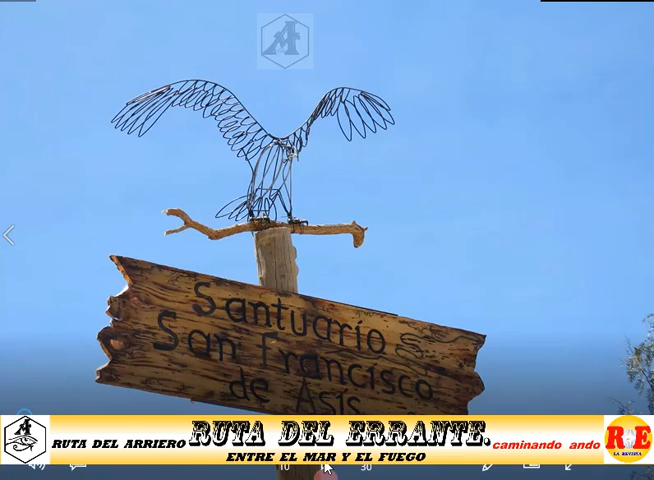 Santuario
San francisco
de Asís
RUTA DEL ARRIERO RUTA DEL ERRANTE. caminando ando
ENTRE EL MAR Y EL FUEGO
R E
LA REVISTA
10 30